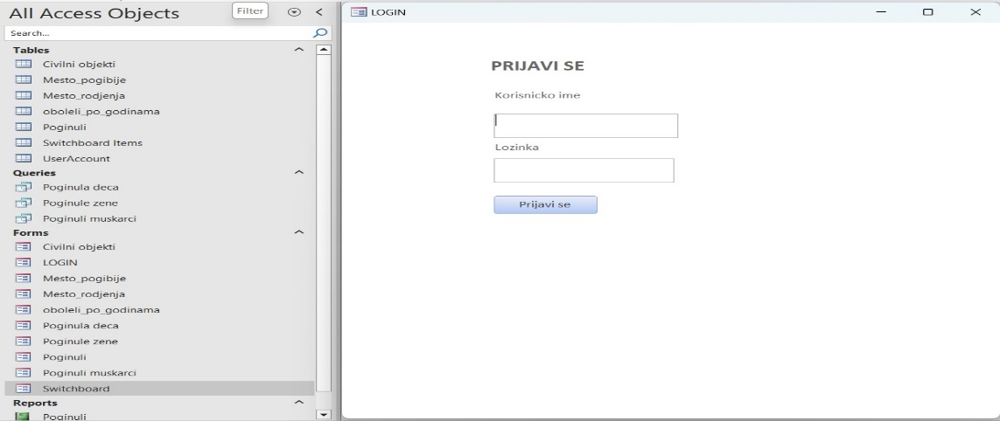 All Access Objects
Filter
Search...
Tables
Civilni objekti
Mesto_pogibije
Mesto_rodjenja
oboleli_po_godinama
Poginuli
Switchboard Items
UserAccount
Queries
Poginula deca
Poginule zene
Poginuli muskarci
Forms
Civilni objekti
LOGIN
Mesto_pogibije
Mesto_rodjenja
oboleli_po_godinama
Poginula deca
Poginule zene
Poginuli
Poginuli muskarci
Switchboard
Reports
Poginuli
LOGIN
PRIJAVI SE
Korisnicko ime
Lozinka
Prijavi se